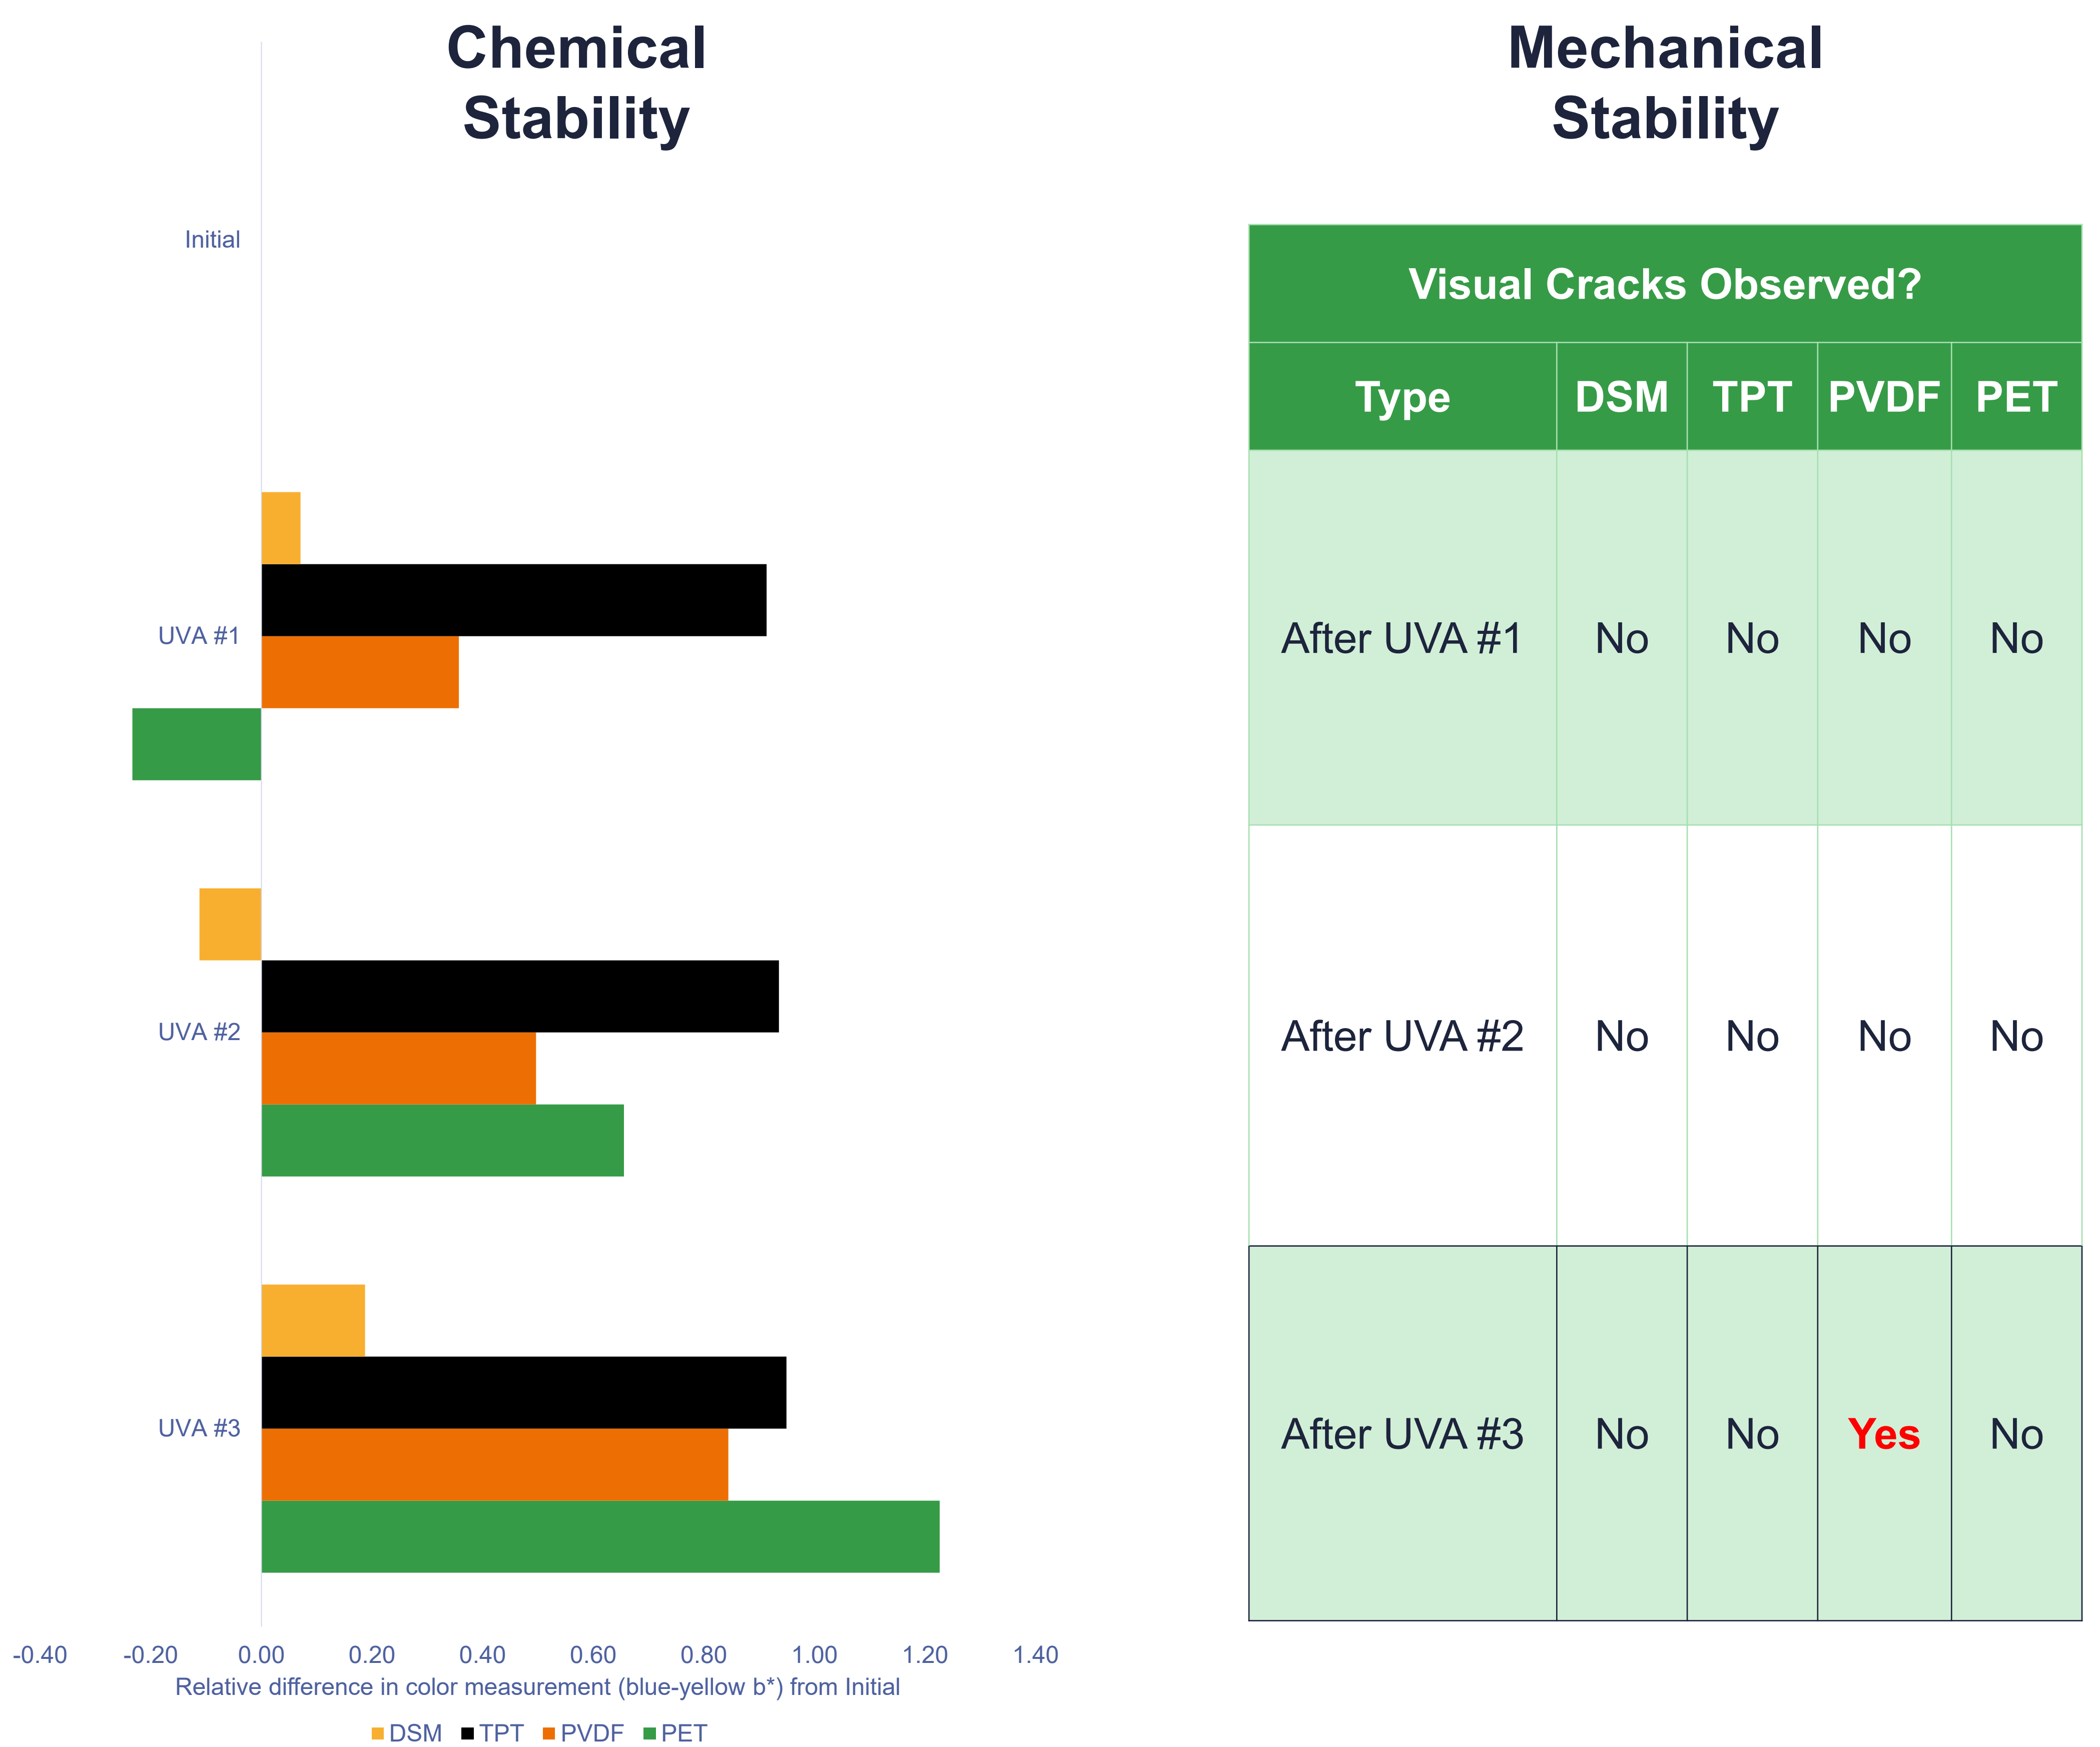 Chemical
Stability
Initial
UVA #1
UVA #2
UVA #3
-0.40 -0.20 0.00 0.20 0.40 0.60 0.80 1.00 1.20 1.40
Relative difference in color measurement (blue-yellow b*) from Initial
DSM TPT PVDF PET
Mechanical
Stability
Visual Cracks Observed?
Type DSM TPT PVDF PET
After UVA #1 No No No No
After UVA #2 No No No No
After UVA #3 No No Yes No